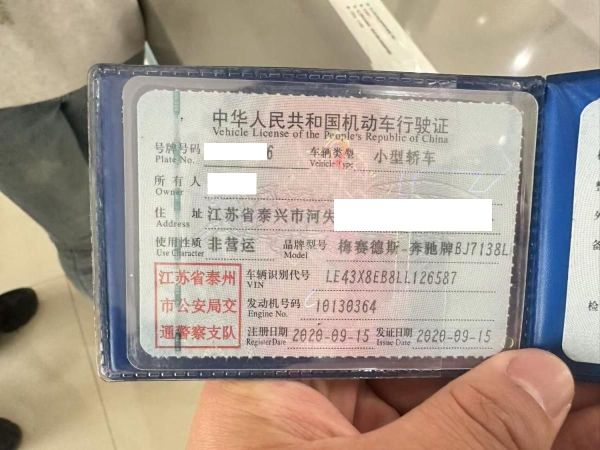 中华人民共和国机动车行驶证
Vehicle License of the People's Republic of China
号牌号码 6 车辆类型 小型轿车
Plate No. Vehicle Type
所有人
Owner
住址 江苏省泰兴市河失
Address
使用性质 非营运 品牌型号 梅赛德斯-奔驰牌BJ7138L
Use Character Model
江苏省泰州
市公安局交
通警察支队
车辆识别代号 LE43X8EB8LL126587
VIN
发动机号码 10130364
Engine No.
注册日期 2020-09-15 发证日期 2020-09-15
Register Date Issue Date